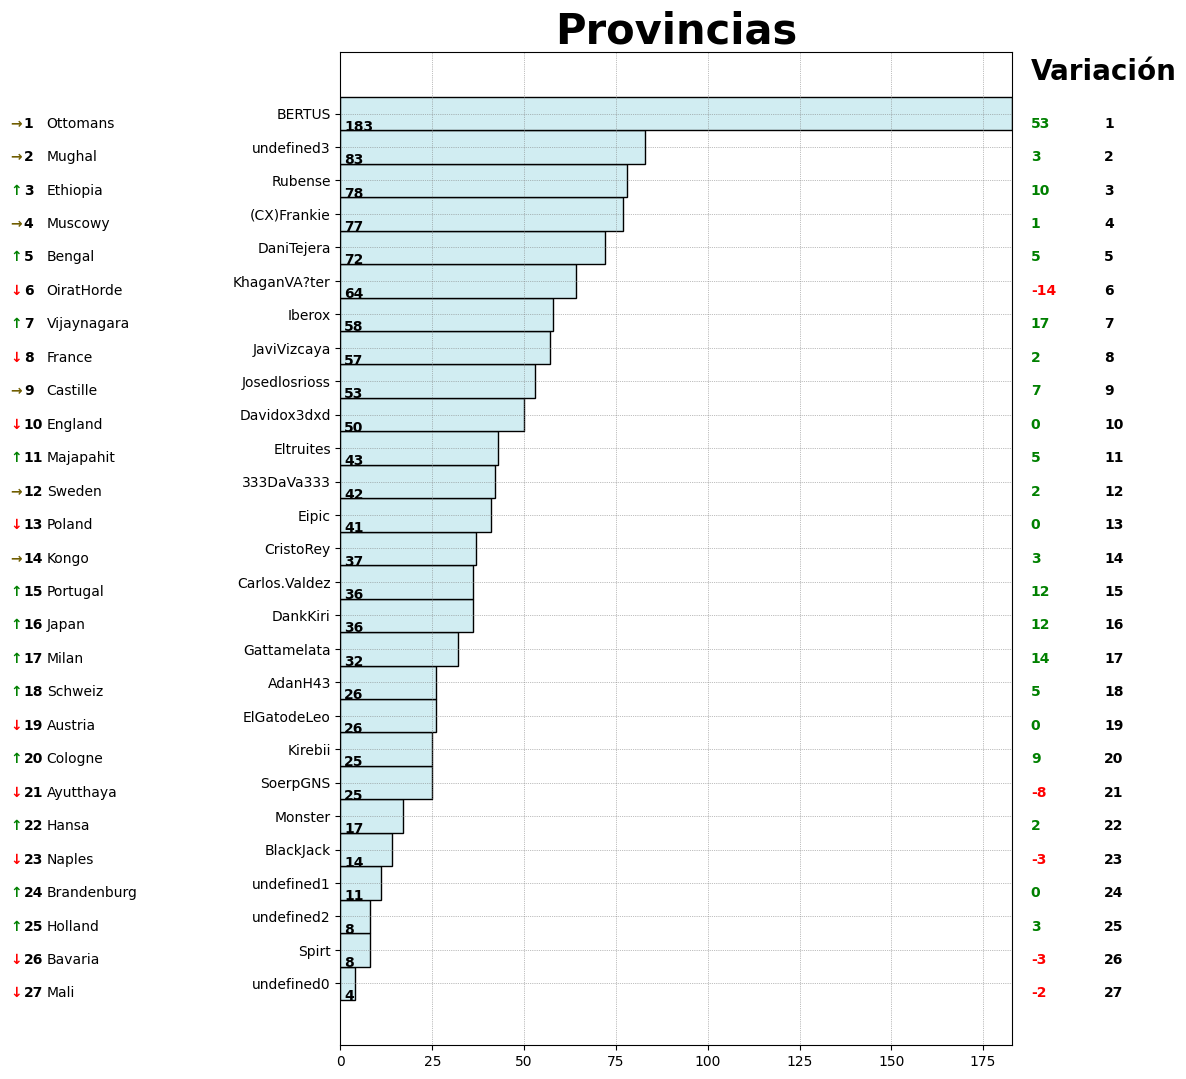 Provincias
Variación
→ 1 Ottomans BERTUS 183 53 1
→ 2 Mughal undefined3 83 3 2
↑ 3 Ethiopia Rubense 78 10 3
→ 4 Muscowy (CX)Frankie 77 1 4
↑ 5 Bengal DaniTejera 72 5 5
↓ 6 OiratHorde KhaganVA?ter 64 -14 6
↑ 7 Vijaynagara Iberox 58 17 7
↓ 8 France JaviVizcaya 57 2 8
→ 9 Castille Josedlosrioss 53 7 9
↓ 10 England Davidox3dxd 50 0 10
↑ 11 Majapahit Eltruites 43 5 11
→ 12 Sweden 333DaVa333 42 2 12
↓ 13 Poland Eipic 41 0 13
→ 14 Kongo CristoRey 37 3 14
↑ 15 Portugal Carlos.Valdez 36 12 15
↑ 16 Japan DankKiri 36 12 16
↑ 17 Milan Gattamelata 32 14 17
↑ 18 Schweiz AdanH43 26 5 18
↓ 19 Austria ElGatodeLeo 26 0 19
↑ 20 Cologne Kirebii 25 9 20
↓ 21 Ayutthaya SoerpGNS 25 -8 21
↑ 22 Hansa Monster 17 2 22
↓ 23 Naples BlackJack 14 -3 23
↑ 24 Brandenburg undefined1 11 0 24
↑ 25 Holland undefined2 8 3 25
↓ 26 Bavaria Spirt 8 -3 26
↓ 27 Mali undefined0 4 -2 27
0 25 50 75 100 125 150 175